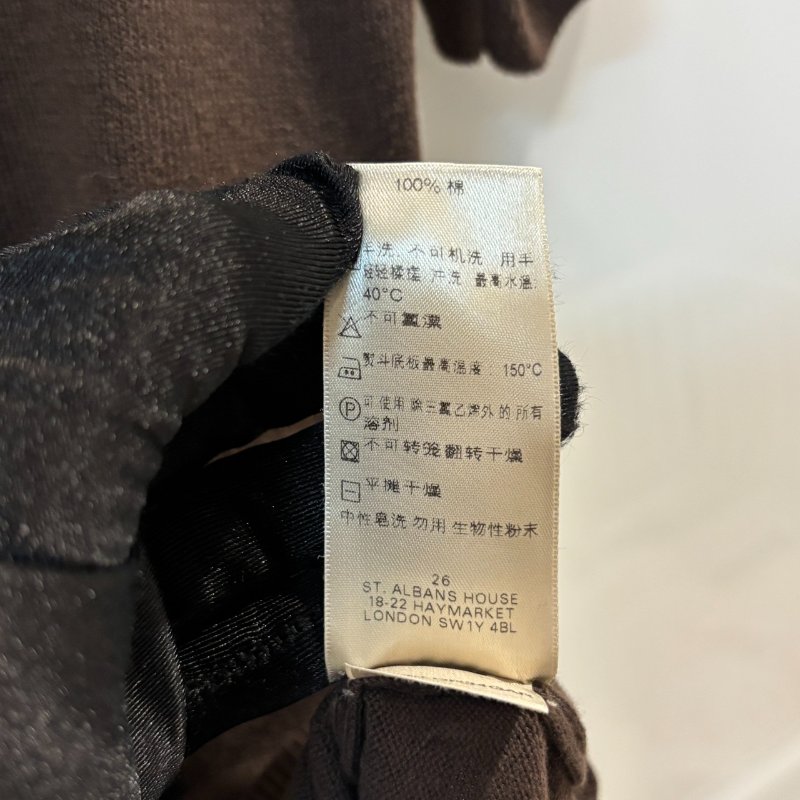 100% 棉
手洗 不可机洗 用手
轻轻揉搓 冲洗 最高水温:
40°C
不可氯漂
熨斗底板最高温度: 150°C
P 可使用 除三氯乙烯外 的 所有
溶剂
不可转笼翻转干燥
平摊干燥
中性皂洗 勿用 生物性粉末
26
ST. ALBANS HOUSE
18-22 HAYMARKET
LONDON SW1Y 4BL